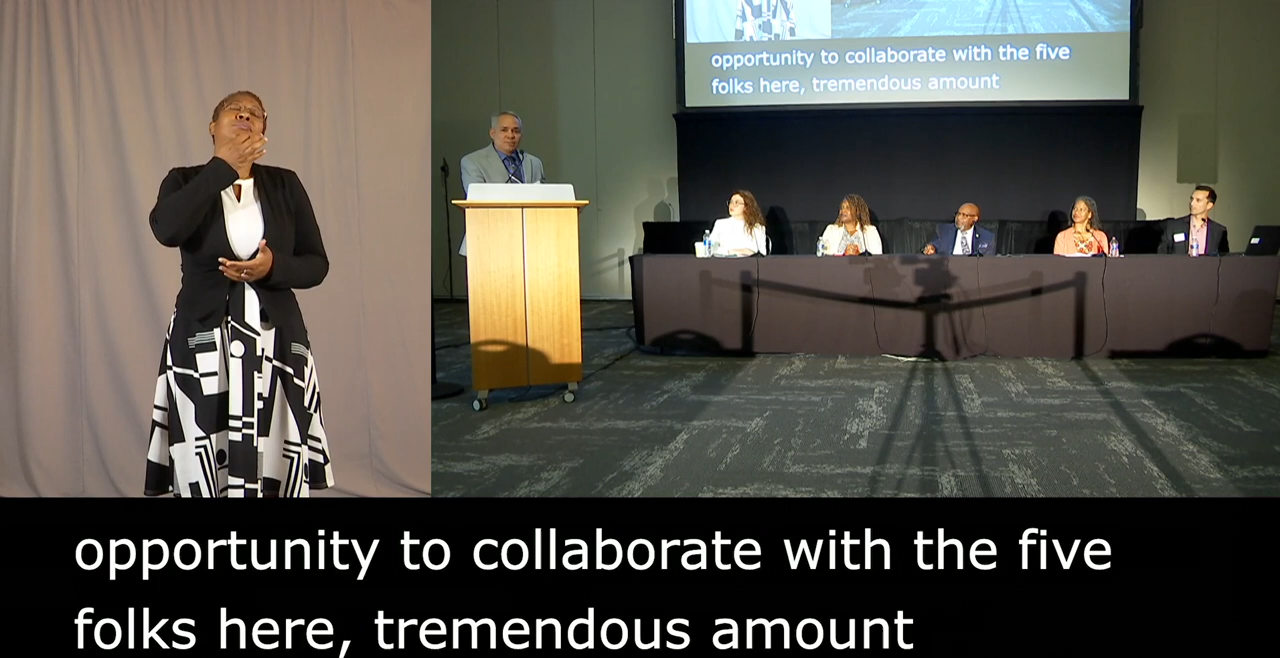 opportunity to collaborate with the five
folks here, tremendous amount
opportunity to collaborate with the five
folks here, tremendous amount